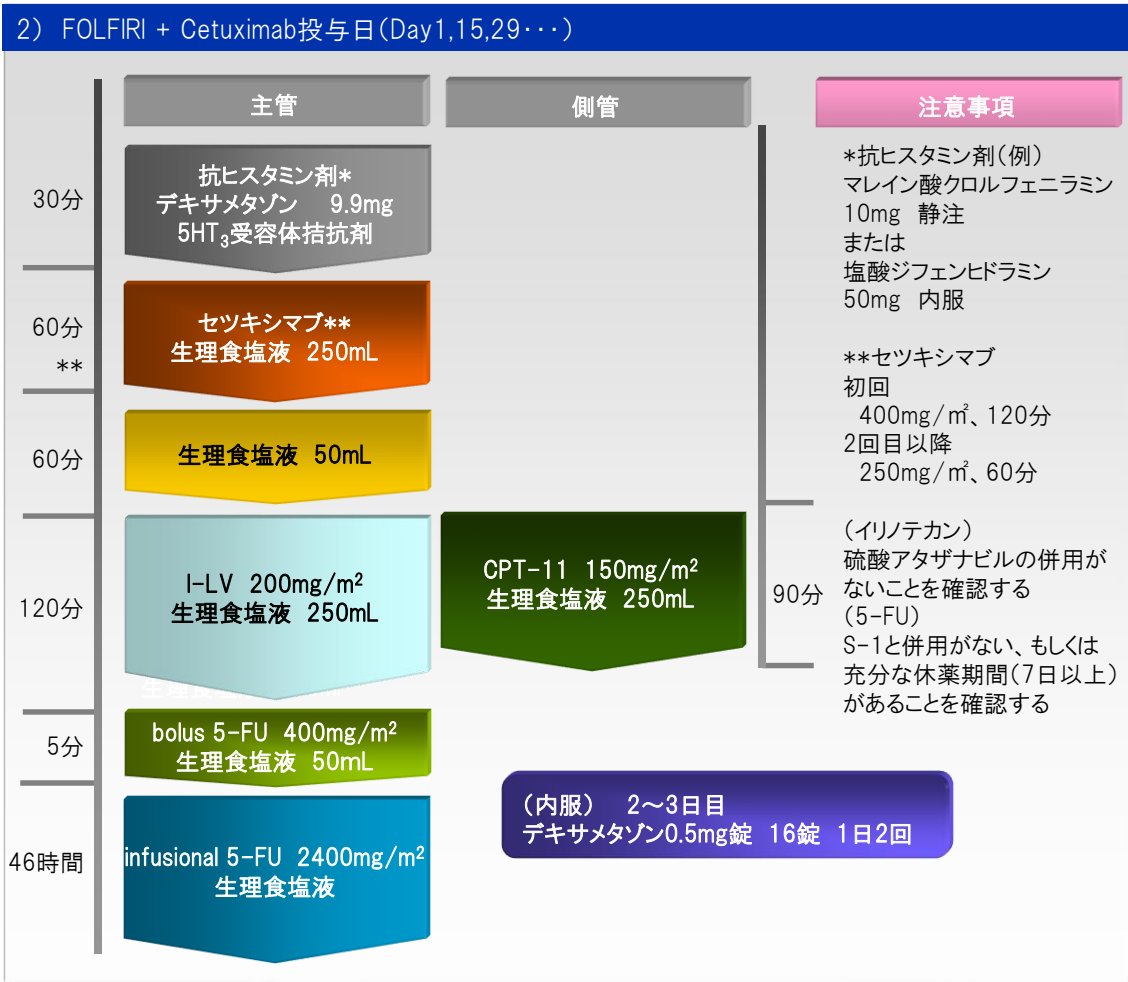 2） FOLFIRI + Cetuximab投与日（Day1,15,29･･･）
主管
側管
注意事項
30分
抗ヒスタミン剤*
デキサメタゾン 9.9mg
5HT₃受容体拮抗剤
60分
**
セツキシマブ**
生理食塩液 250mL
60分
生理食塩液 50mL
120分
l-LV 200mg/m²
生理食塩液 250mL
CPT-11 150mg/m²
生理食塩液 250mL
90分
5分
bolus 5-FU 400mg/m²
生理食塩液 50mL
46時間
infusional 5-FU 2400mg/m²
生理食塩液
（内服） 2～3日目
デキサメタゾン0.5mg錠 16錠 1日2回
*抗ヒスタミン剤（例）
マレイン酸クロルフェニラミン
10mg 静注
または
塩酸ジフェンヒドラミン
50mg 内服
**セツキシマブ
初回
400mg/㎡、120分
2回目以降
250mg/㎡、60分
（イリノテカン）
硫酸アタザナビルの併用が
ないことを確認する
（5-FU）
S-1と併用がない、もしくは
充分な休薬期間（7日以上）
があることを確認する